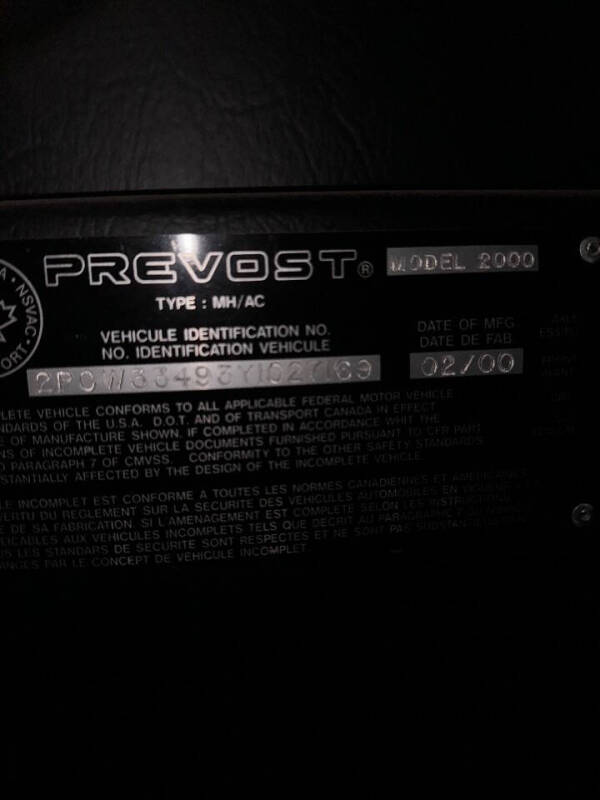 PREVOST® MODEL 2000
TYPE : MH/AC
VEHICULE IDENTIFICATION NO.
NO. IDENTIFICATION VEHICULE
DATE OF MFG
DATE DE FAB
2PCW33493Y1027169
02/00
NSVAC
VEHICLE CONFORMS TO ALL APPLICABLE FEDERAL MOTOR VEHICLE
OF THE U.S.A. D.O.T. AND OF TRANSPORT CANADA IN EFFECT
OF MANUFACTURE SHOWN. IF COMPLETED IN ACCORDANCE WHIT THE
OF INCOMPLETE VEHICLE DOCUMENTS FURNISHED PURSUANT TO CFR PART
PARAGRAPH 7 OF CMVSS. CONFORMITY TO THE OTHER SAFETY STANDARDS
AFFECTED BY THE DESIGN OF THE INCOMPLETE VEHICLE.
INCOMPLET EST CONFORME A TOUTES LES NORMES CANADIENNES ET AMERICAINES
DU REGLEMENT SUR LA SECURITE DES VEHICULES AUTOMOBILES EN
DE SA FABRICATION. SI L'AMENAGEMENT EST COMPLETE SELON LES INSTRUCTIONS
AUX VEHICULES INCOMPLETS TELS QUE DECRIT AU
LES STANDARS DE SECURITE SONT RESPECTES ET NE SONT PAS
PAR LE CONCEPT DE VEHICULE INCOMPLET